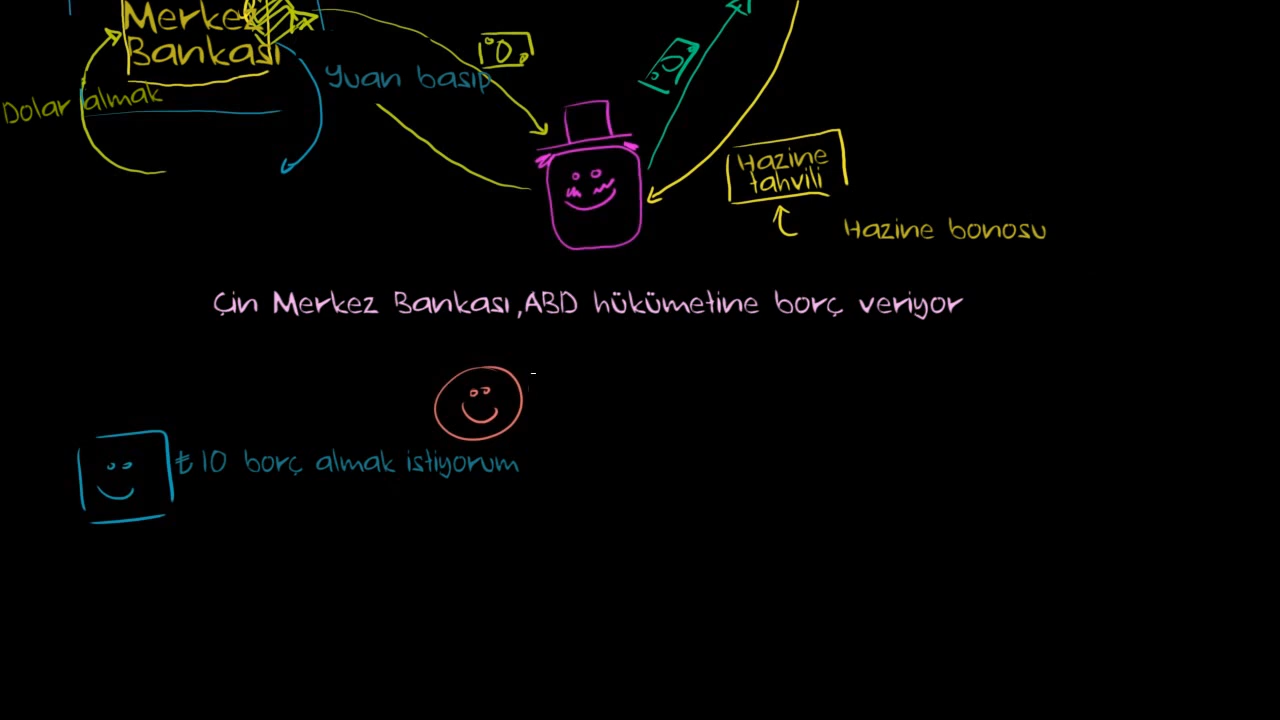 Merkez
Bankası
Yuan basıp
Dolar almak
Hazine
tahvili
Hazine bonosu
Çin Merkez Bankası,ABD hükümetine borç veriyor
₺10 borç almak istiyorum